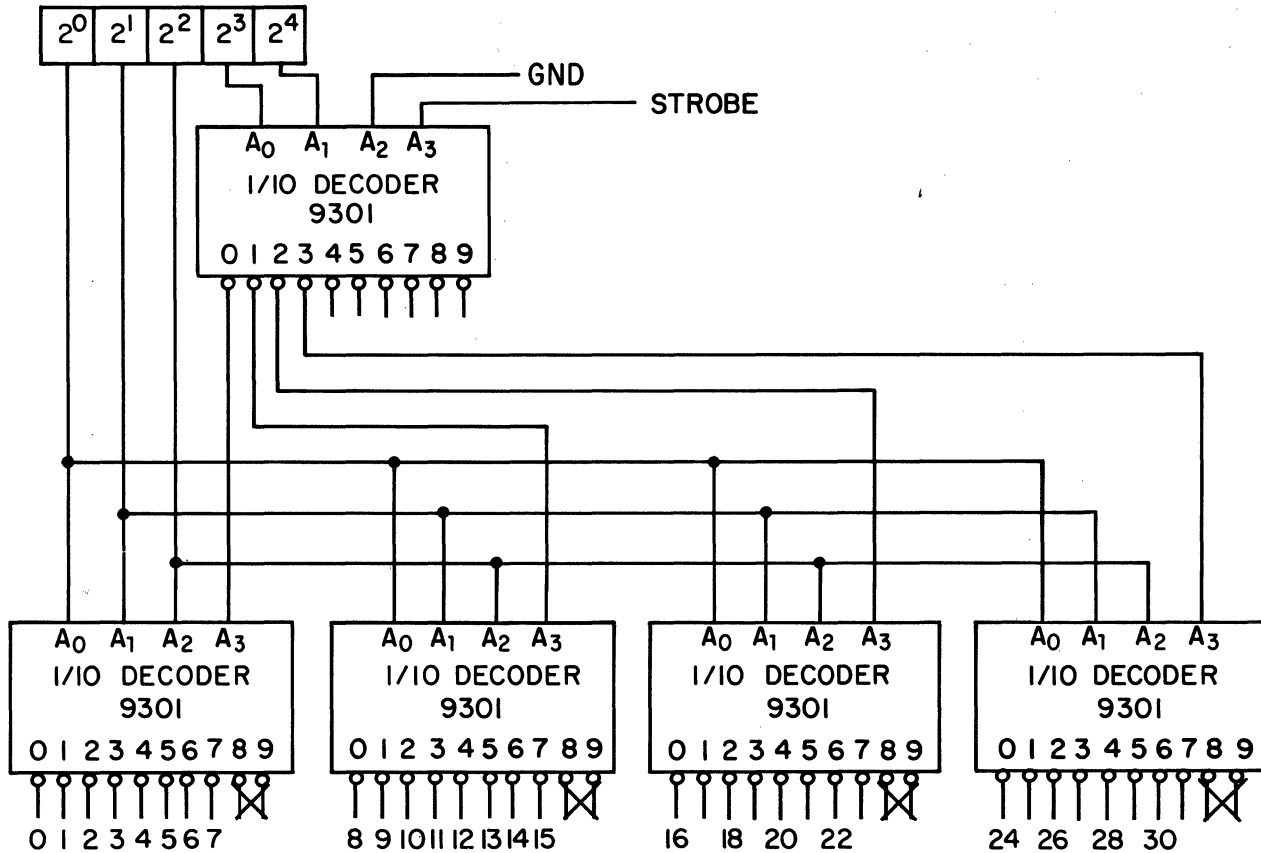 2⁰ 2¹ 2² 2³ 2⁴
GND
STROBE
A₀ A₁ A₂ A₃
1/10 DECODER
9301
0 1 2 3 4 5 6 7 8 9
A₀ A₁ A₂ A₃
1/10 DECODER
9301
0 1 2 3 4 5 6 7 8 9
0 1 2 3 4 5 6 7
A₀ A₁ A₂ A₃
1/10 DECODER
9301
0 1 2 3 4 5 6 7 8 9
8 9 10 11 12 13 14 15
A₀ A₁ A₂ A₃
1/10 DECODER
9301
0 1 2 3 4 5 6 7 8 9
16 18 20 22
A₀ A₁ A₂ A₃
1/10 DECODER
9301
0 1 2 3 4 5 6 7 8 9
24 26 28 30